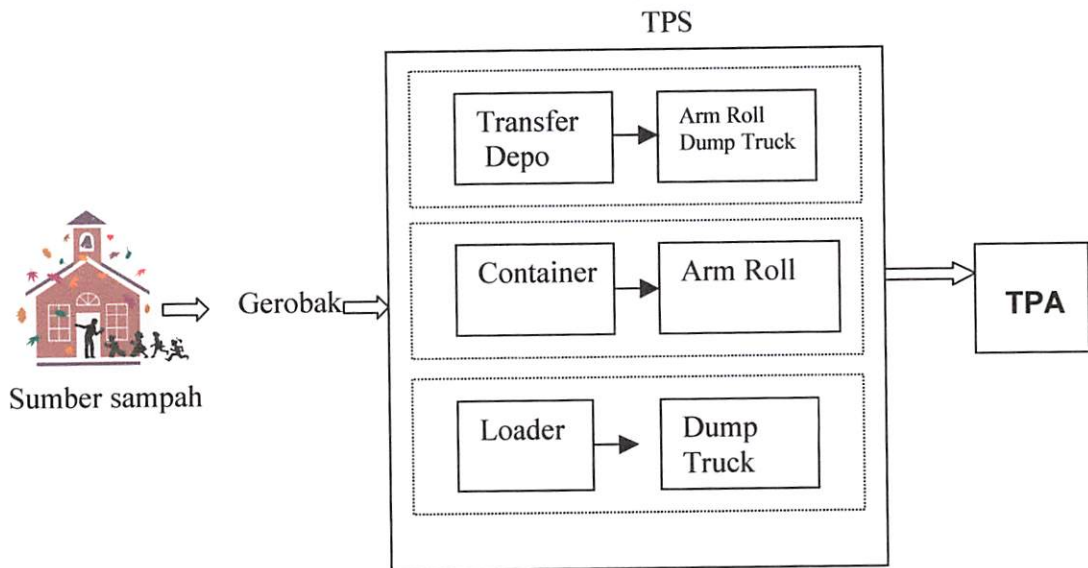 TPS
Transfer
Depo
Arm Roll
Dump Truck
Sumber sampah
Gerobak
Container
Arm Roll
Loader
Dump
Truck
TPA